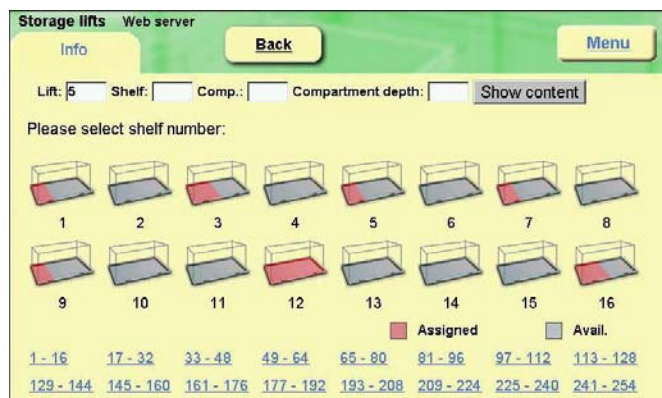 Storage lifts Web server
Info Back Menu
Lift: 5 Shelf: Comp.: Compartment depth: Show content
Please select shelf number:
1 2 3 4 5 6 7 8
9 10 11 12 13 14 15 16
Assigned Avail.
1 - 16 17 - 32 33 - 48 49 - 64 65 - 80 81 - 96 97 - 112 113 - 128
129 - 144 145 - 160 161 - 176 177 - 192 193 - 208 209 - 224 225 - 240 241 - 254